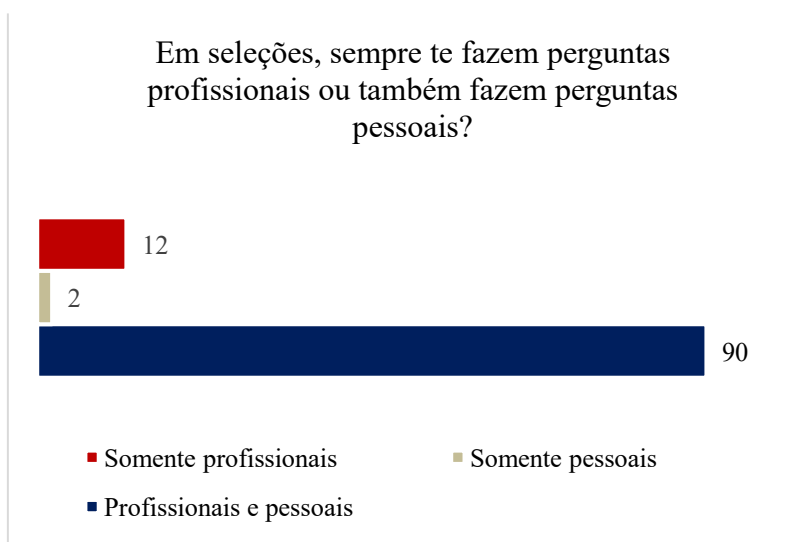 Em seleções, sempre te fazem perguntas
profissionais ou também fazem perguntas
pessoais?
12
2
90
Somente profissionais
Somente pessoais
Profissionais e pessoais